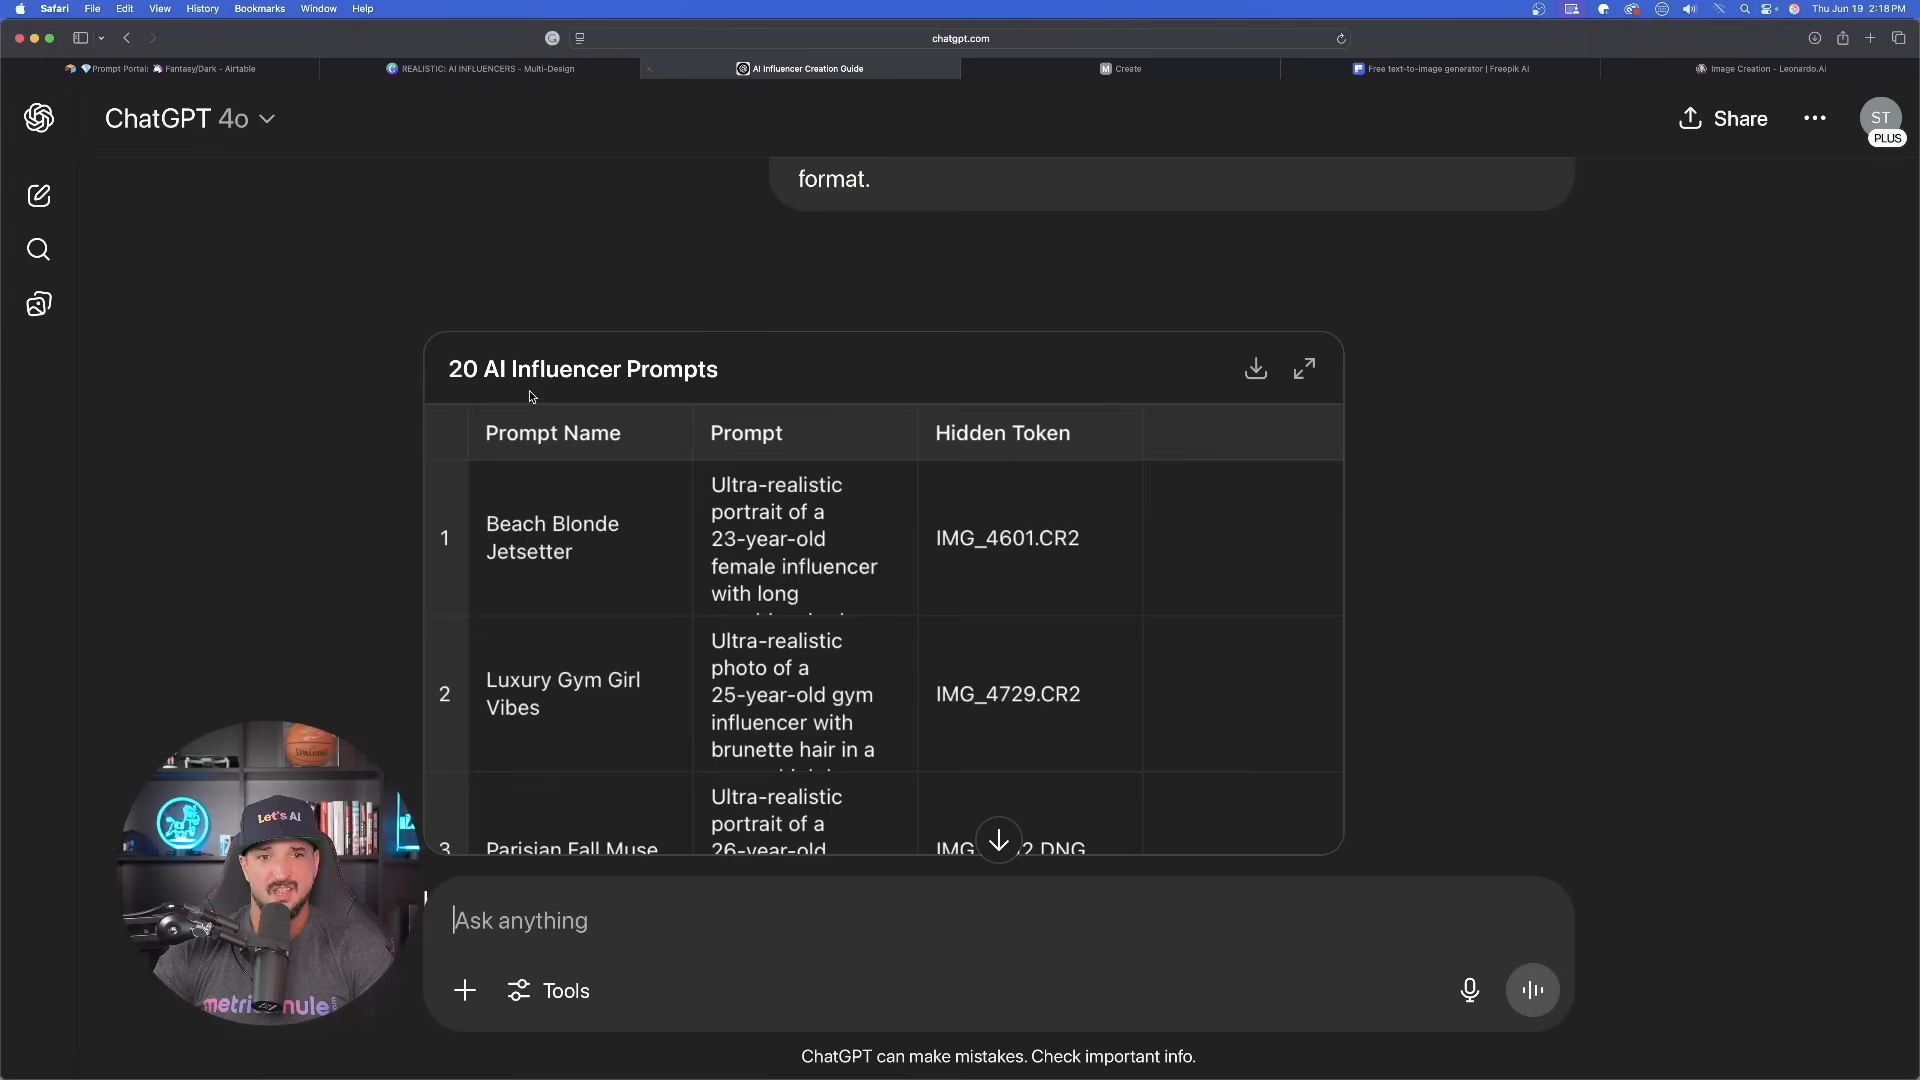 Safari File Edit View History Bookmarks Window Help
Thu Jun 19 2:18 PM
chatgpt.com
Prompt Portal: Fantasy/Dark - Airtable
REALISTIC: AI INFLUENCERS - Multi-Design
AI Influencer Creation Guide
Create
Free text-to-image generator | Freepik AI
Image Creation - Leonardo.Ai
ChatGPT 4o
Share
ST
PLUS
format.
20 AI Influencer Prompts
Prompt Name
Prompt
Hidden Token
1
Beach Blonde
Jetsetter
Ultra-realistic
portrait of a
23-year-old
female influencer
with long
IMG_4601.CR2
2
Luxury Gym Girl
Vibes
Ultra-realistic
photo of a
25-year-old gym
influencer with
brunette hair in a
IMG_4729.CR2
3
Parisian Fall Muse
Ultra-realistic
portrait of a
26-year-old
SPALDING
Let's AI
Ask anything
Tools
ChatGPT can make mistakes. Check important info.